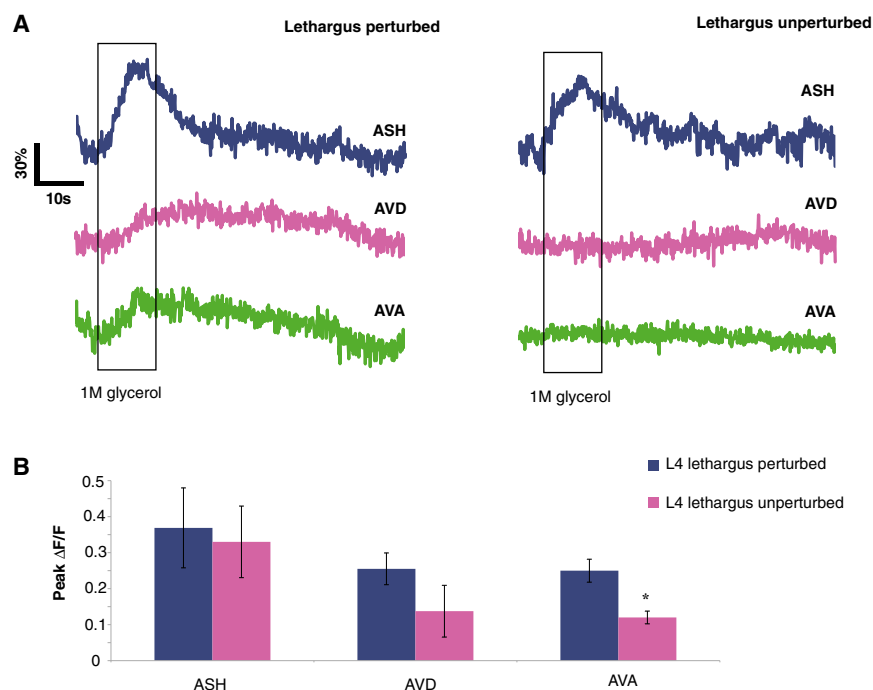 A
Lethargus perturbed
Lethargus unperturbed
ASH
ASH
30%
10s
AVD
AVD
AVA
AVA
1M glycerol
1M glycerol
B
L4 lethargus perturbed
L4 lethargus unperturbed
Peak ΔF/F
0.5
0.4
0.3
0.2
0.1
0
*
ASH
AVD
AVA